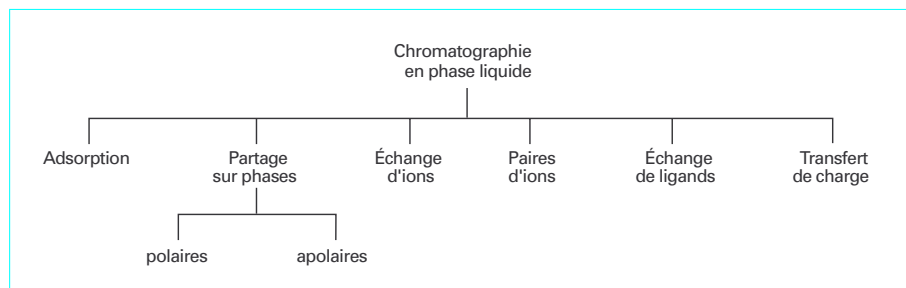 Chromatographie
en phase liquide
Adsorption
Partage
sur phases
Échange
d'ions
Paires
d'ions
Échange
de ligands
Transfert
de charge
polaires
apolaires